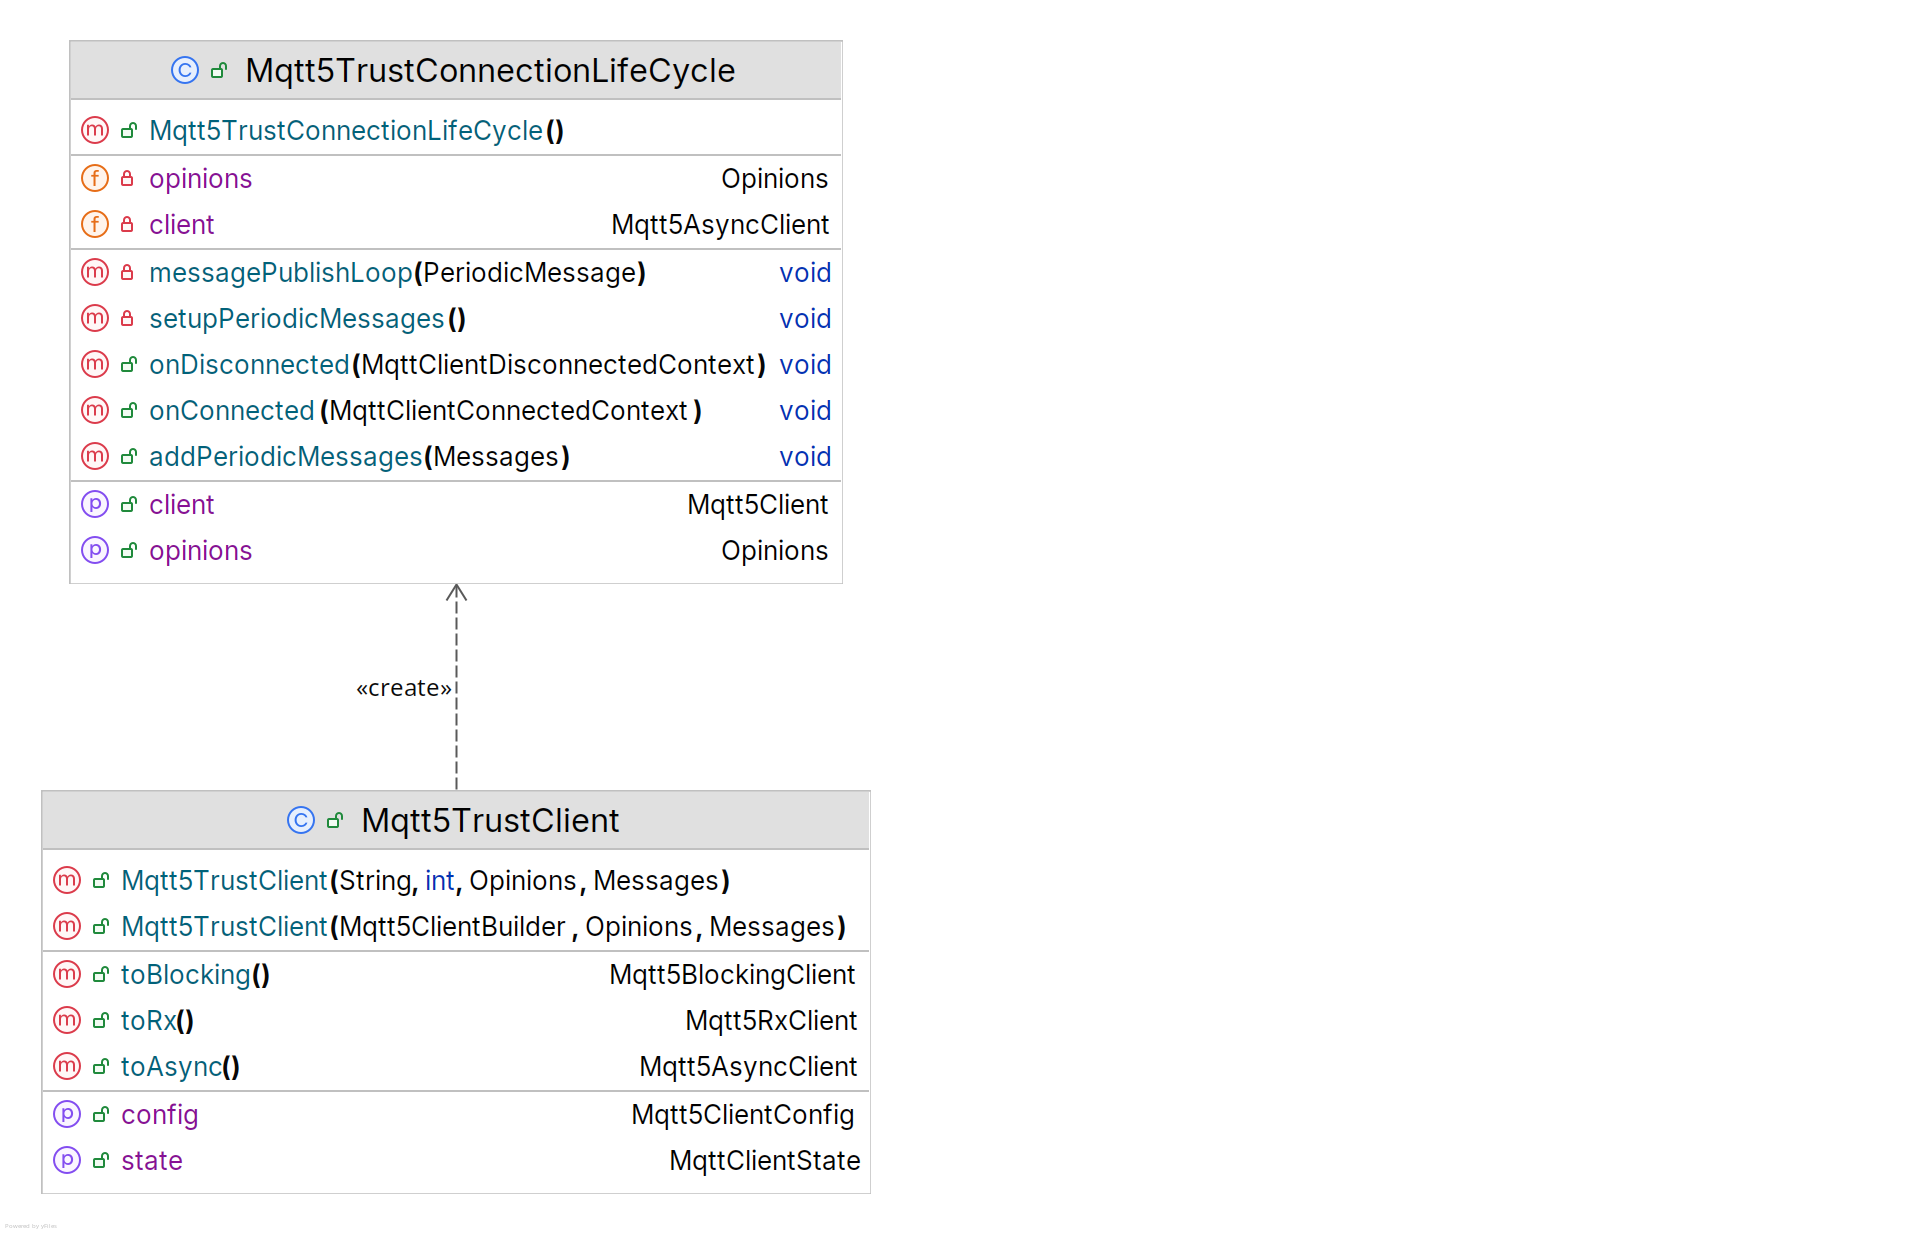 Mqtt5TrustConnectionLifeCycle
Mqtt5TrustConnectionLifeCycle()
opinions Opinions
client Mqtt5AsyncClient
messagePublishLoop(PeriodicMessage) void
setupPeriodicMessages() void
onDisconnected(MqttClientDisconnectedContext) void
onConnected(MqttClientConnectedContext) void
addPeriodicMessages(Messages) void
client Mqtt5Client
opinions Opinions
«create»
Mqtt5TrustClient
Mqtt5TrustClient(String, int, Opinions, Messages)
Mqtt5TrustClient(Mqtt5ClientBuilder, Opinions, Messages)
toBlocking() Mqtt5BlockingClient
toRx() Mqtt5RxClient
toAsync() Mqtt5AsyncClient
config Mqtt5ClientConfig
state MqttClientState
Powered by yFiles